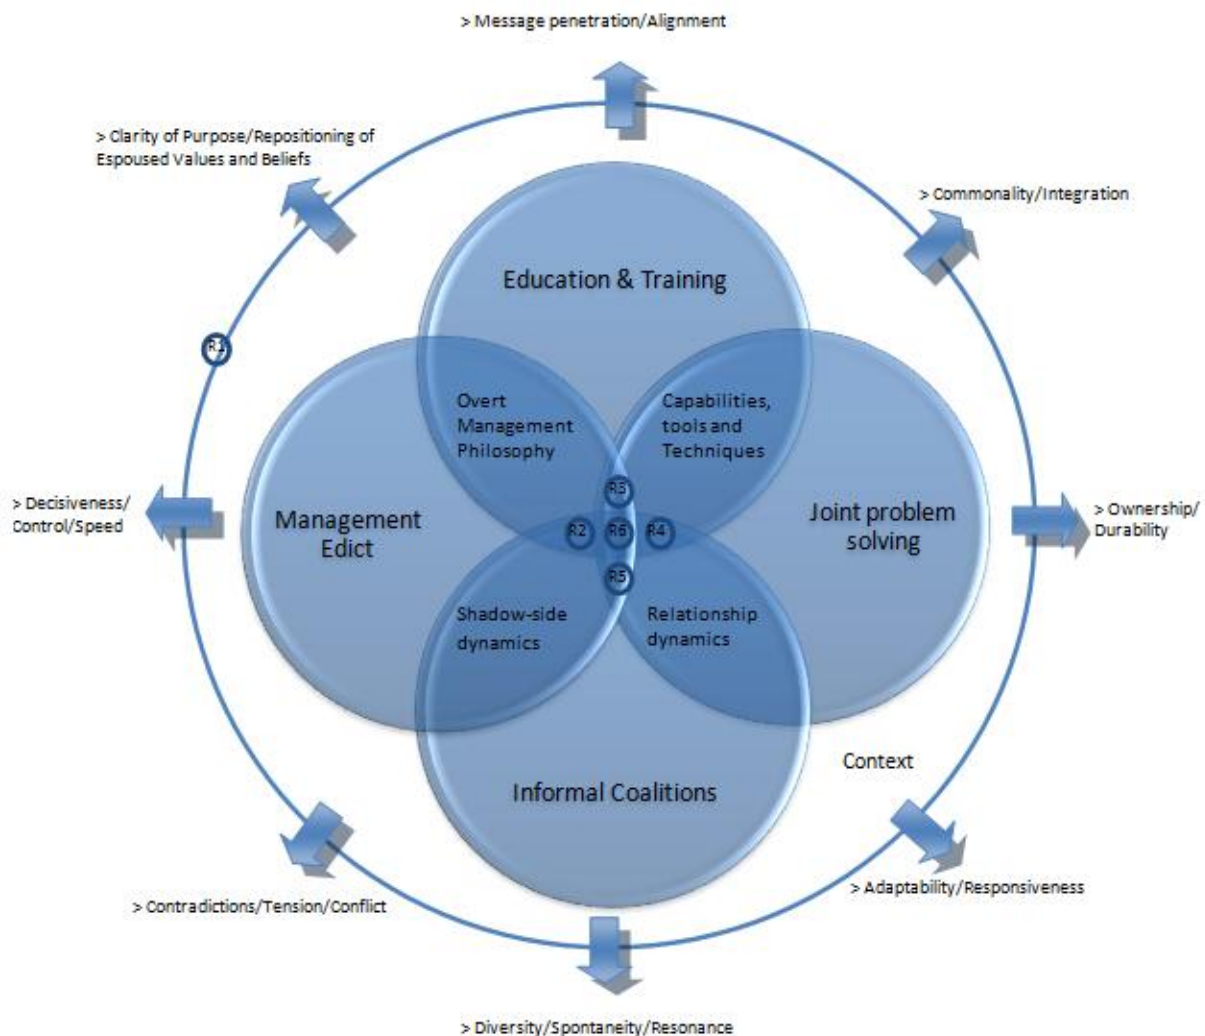 > Message penetration/Alignment
> Clarity of Purpose/Repositioning of
Espoused Values and Beliefs
> Commonality/Integration
Education & Training
R1
Overt
Management
Philosophy
Capabilities,
tools and
Techniques
> Decisiveness/
Control/Speed
Management
Edict
R3
R2
R6
R4
R5
Joint problem
solving
> Ownership/
Durability
Shadow-side
dynamics
Relationship
dynamics
Context
Informal Coalitions
> Adaptability/Responsiveness
> Contradictions/Tension/Conflict
> Diversity/Spontaneity/Resonance